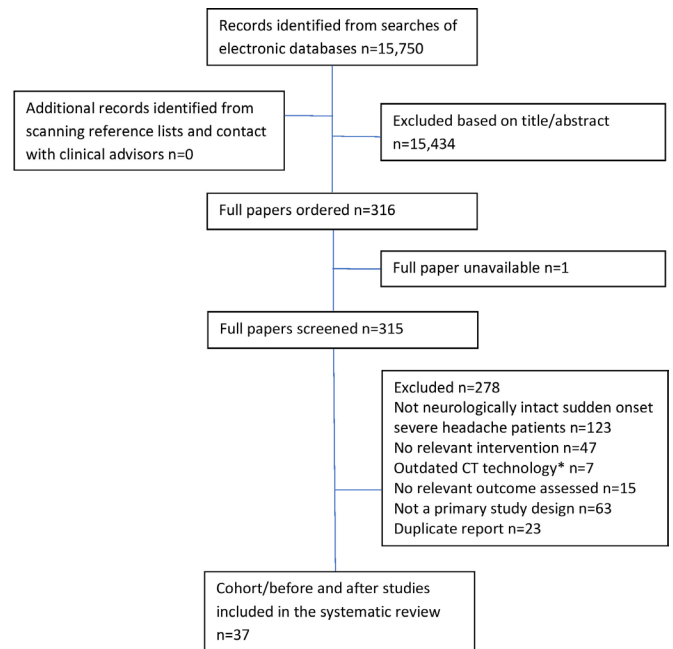 Records identified from searches of
electronic databases n=15,750
Additional records identified from
scanning reference lists and contact
with clinical advisors n=0
Excluded based on title/abstract
n=15,434
Full papers ordered n=316
Full paper unavailable n=1
Full papers screened n=315
Excluded n=278
Not neurologically intact sudden onset
severe headache patients n=123
No relevant intervention n=47
Outdated CT technology* n=7
No relevant outcome assessed n=15
Not a primary study design n=63
Duplicate report n=23
Cohort/before and after studies
included in the systematic review
n=37